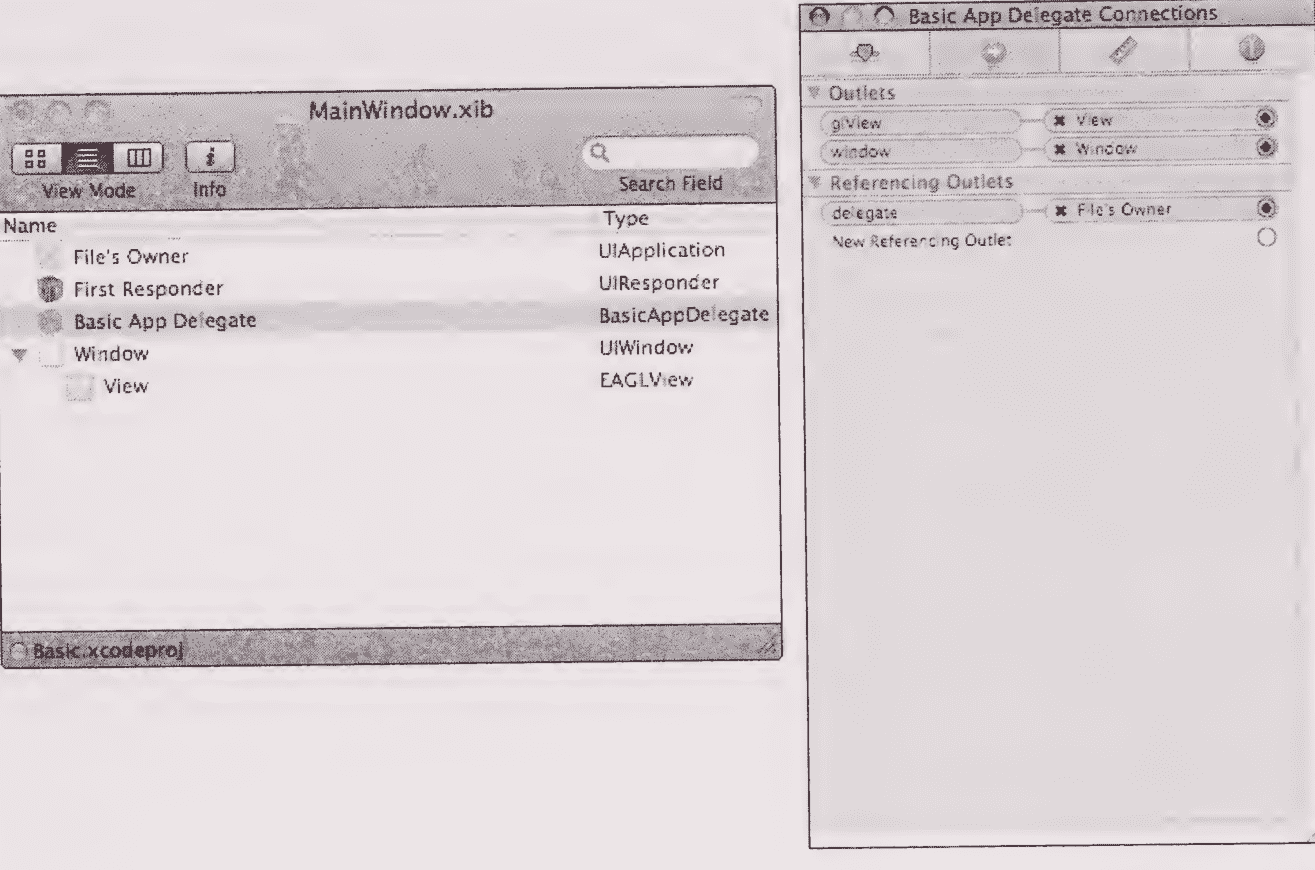 MainWindow.xib
View Mode
Info
Search Field
Name Type
File's Owner UIApplication
First Responder UIResponder
Basic App Delegate BasicAppDelegate
Window UIWindow
View EAGLView
Basic.xcodeproj
Basic App Delegate Connections
Outlets
glView View
window Window
Referencing Outlets
delegate File's Owner
New Referencing Outlet